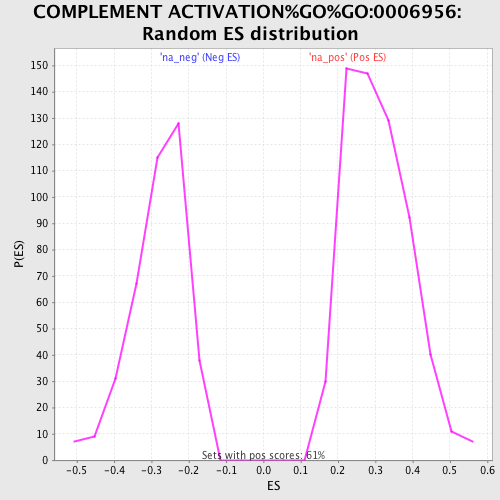 COMPLEMENT ACTIVATION%GO%GO:0006956:
Random ES distribution
'na_neg' (Neg ES)
'na_pos' (Pos ES)
150
140
130
120
110
100
90
80
70
60
50
40
30
20
10
0
P(ES)
Sets with pos scores: 61%
-0.5 -0.4 -0.3 -0.2 -0.1 0.0 0.1 0.2 0.3 0.4 0.5 0.6
ES